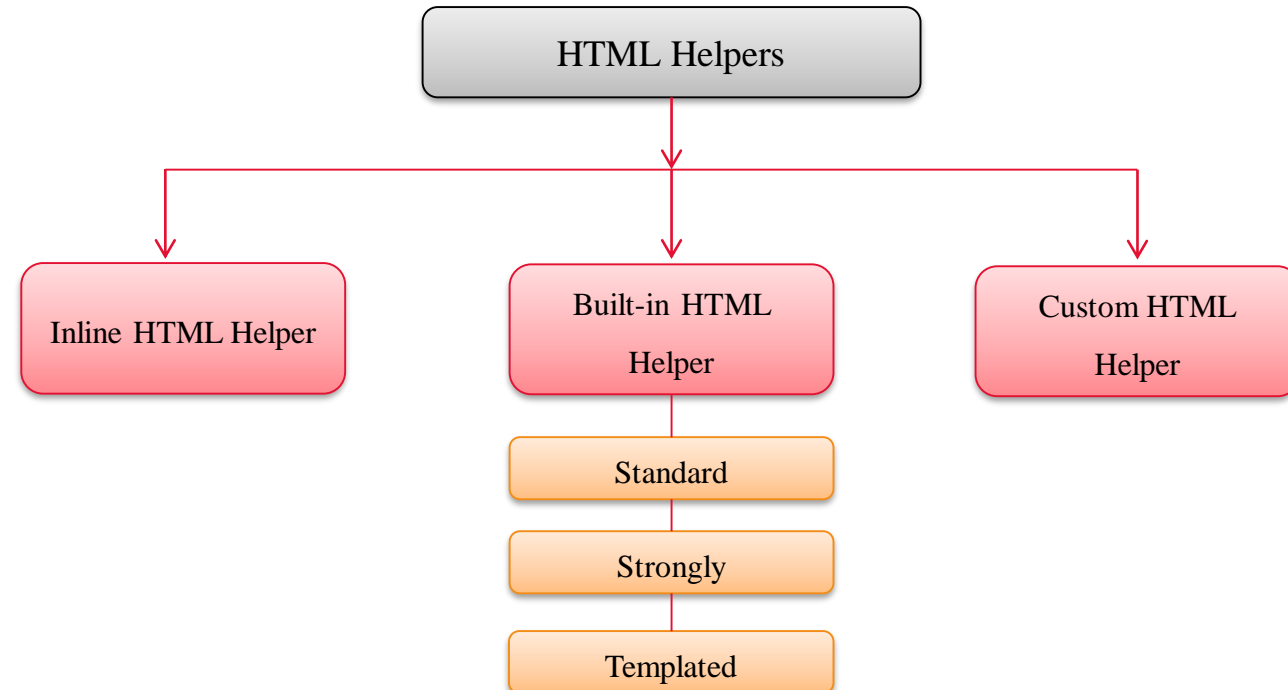 HTML Helpers
Inline HTML Helper
Built-in HTML
Helper
Custom HTML
Helper
Standard
Strongly
Templated